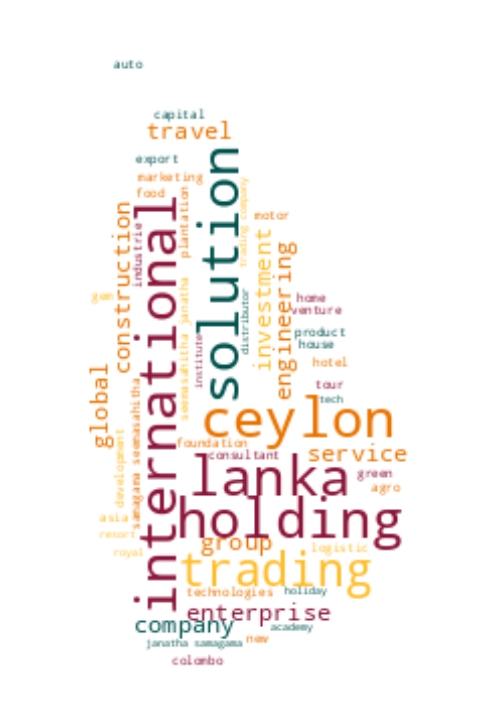 auto
capital
travel
export
marketing
food
solution
international
construction
industrie
plantation
trading company
motor
investment
engineering
gem
seemasahitha janatha
distributor
institute
home
venture
product
house
hotel
tour
tech
global
samagama seemasahitha
development
ceylon
foundation
consultant
service
lanka
green
agro
holding
asia
resort
royal
group
logistic
trading
technologies
holiday
enterprise
company
academy
new
janatha samagama
colombo